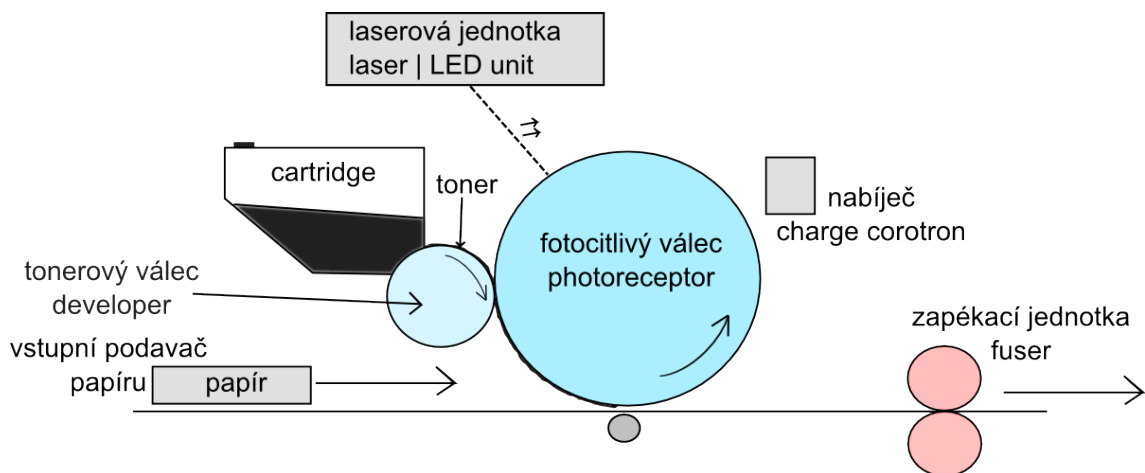 laserová jednotka
laser | LED unit
cartridge
toner
nabíječ
charge corotron
fotocitlivý válec
photoreceptor
tonerový válec
developer
zapékací jednotka
fuser
vstupní podavač
papíru
papír